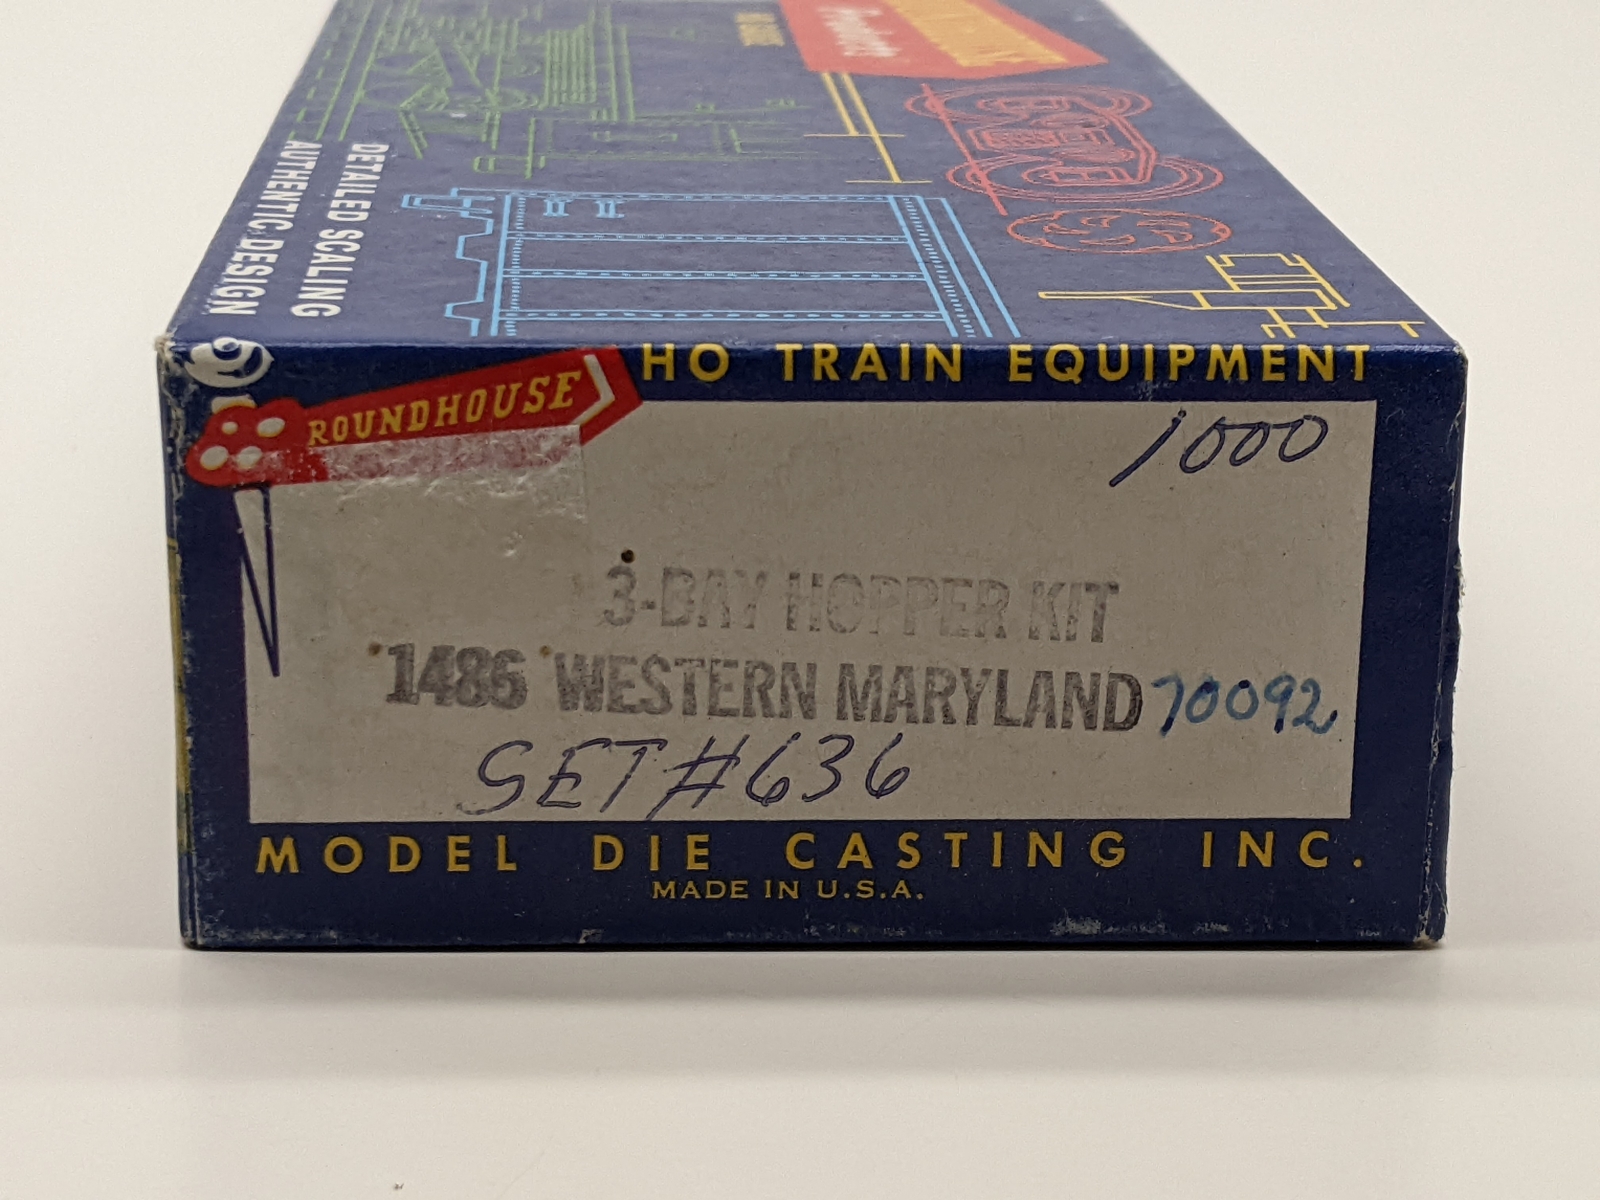 Products
DETAILED SCALING
AUTHENTIC DESIGN
HO TRAIN EQUIPMENT
ROUNDHOUSE
1000
3-BAY HOPPER KIT
1486 WESTERN MARYLAND 70092
SET #636
MODEL DIE CASTING INC.
MADE IN U.S.A.